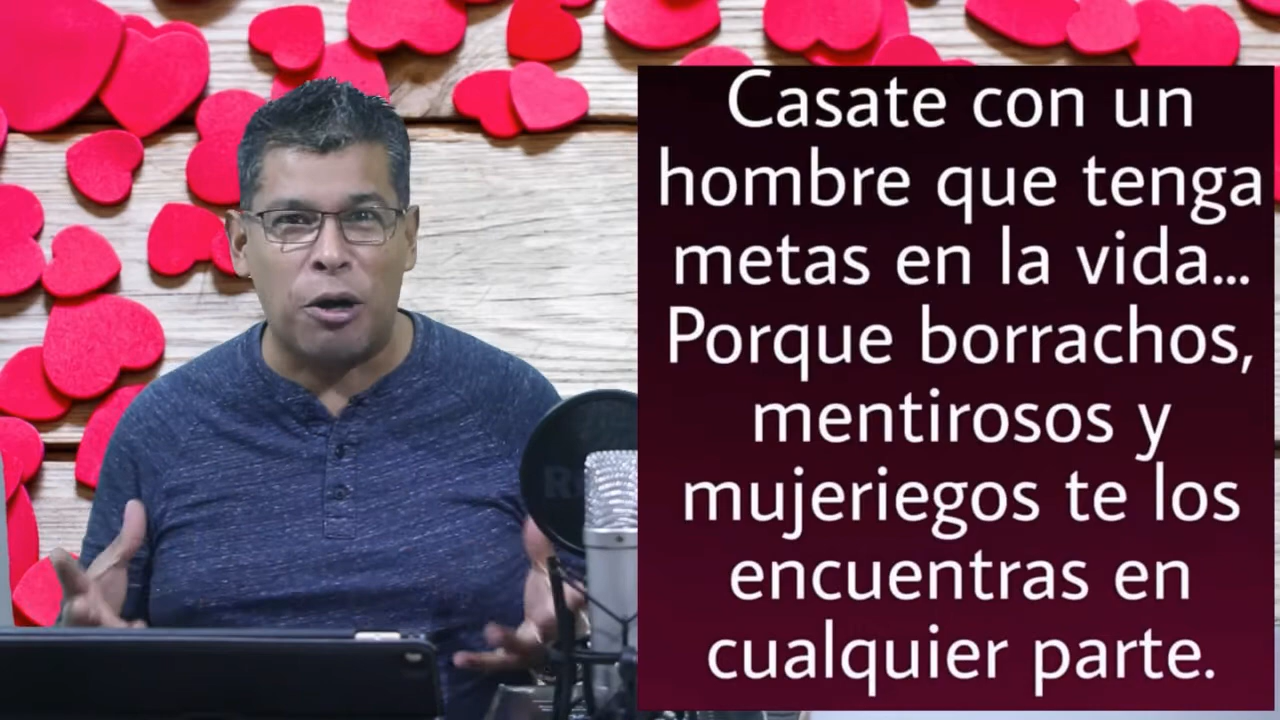 Casate con un
hombre que tenga
metas en la vida...
Porque borrachos,
mentirosos y
mujeriegos te los
encuentras en
cualquier parte.